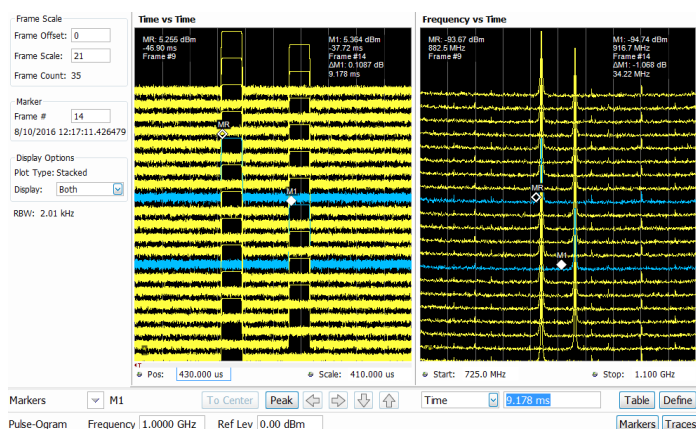 Frame Scale
Frame Offset: 0
Frame Scale: 21
Frame Count: 35
Marker
Frame # 14
8/10/2016 12:17:11.426479
Display Options
Plot Type: Stacked
Display: Both
RBW: 2.01 kHz
Time vs Time
MR: 5.255 dBm
-46.90 ms
Frame #9
M1: 5.364 dBm
-37.72 ms
Frame #14
ΔM1: 0.1087 dB
9.178 ms
MR
M1
Pos: 430.000 us
Scale: 410.000 us
Frequency vs Time
MR: -93.67 dBm
882.5 MHz
Frame #9
M1: -94.74 dBm
916.7 MHz
Frame #14
ΔM1: -1.068 dB
34.22 MHz
MR
M1
Start: 725.0 MHz
Stop: 1.100 GHz
Markers M1 To Center Peak Time 9.178 ms Table Define
Pulse-Ogram Frequency 1.0000 GHz Ref Lev 0.00 dBm Markers Traces